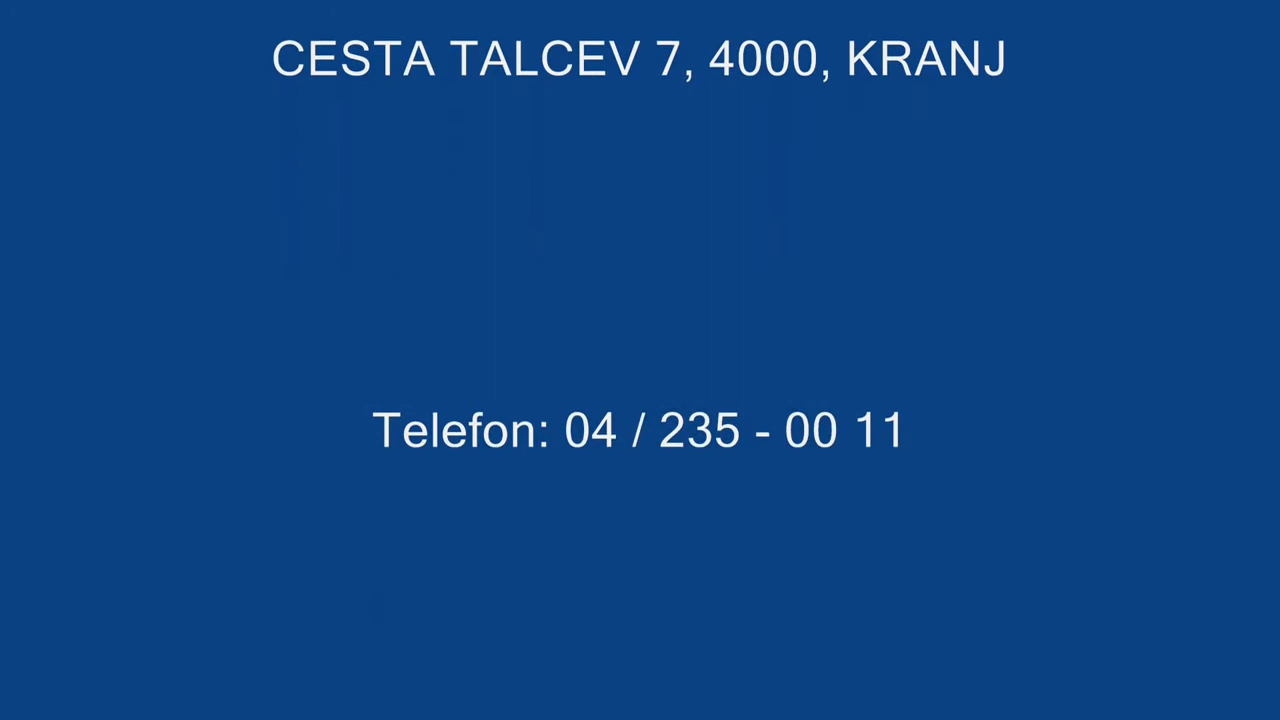 CESTA TALCEV 7, 4000, KRANJ
Telefon: 04 / 235 - 00 11